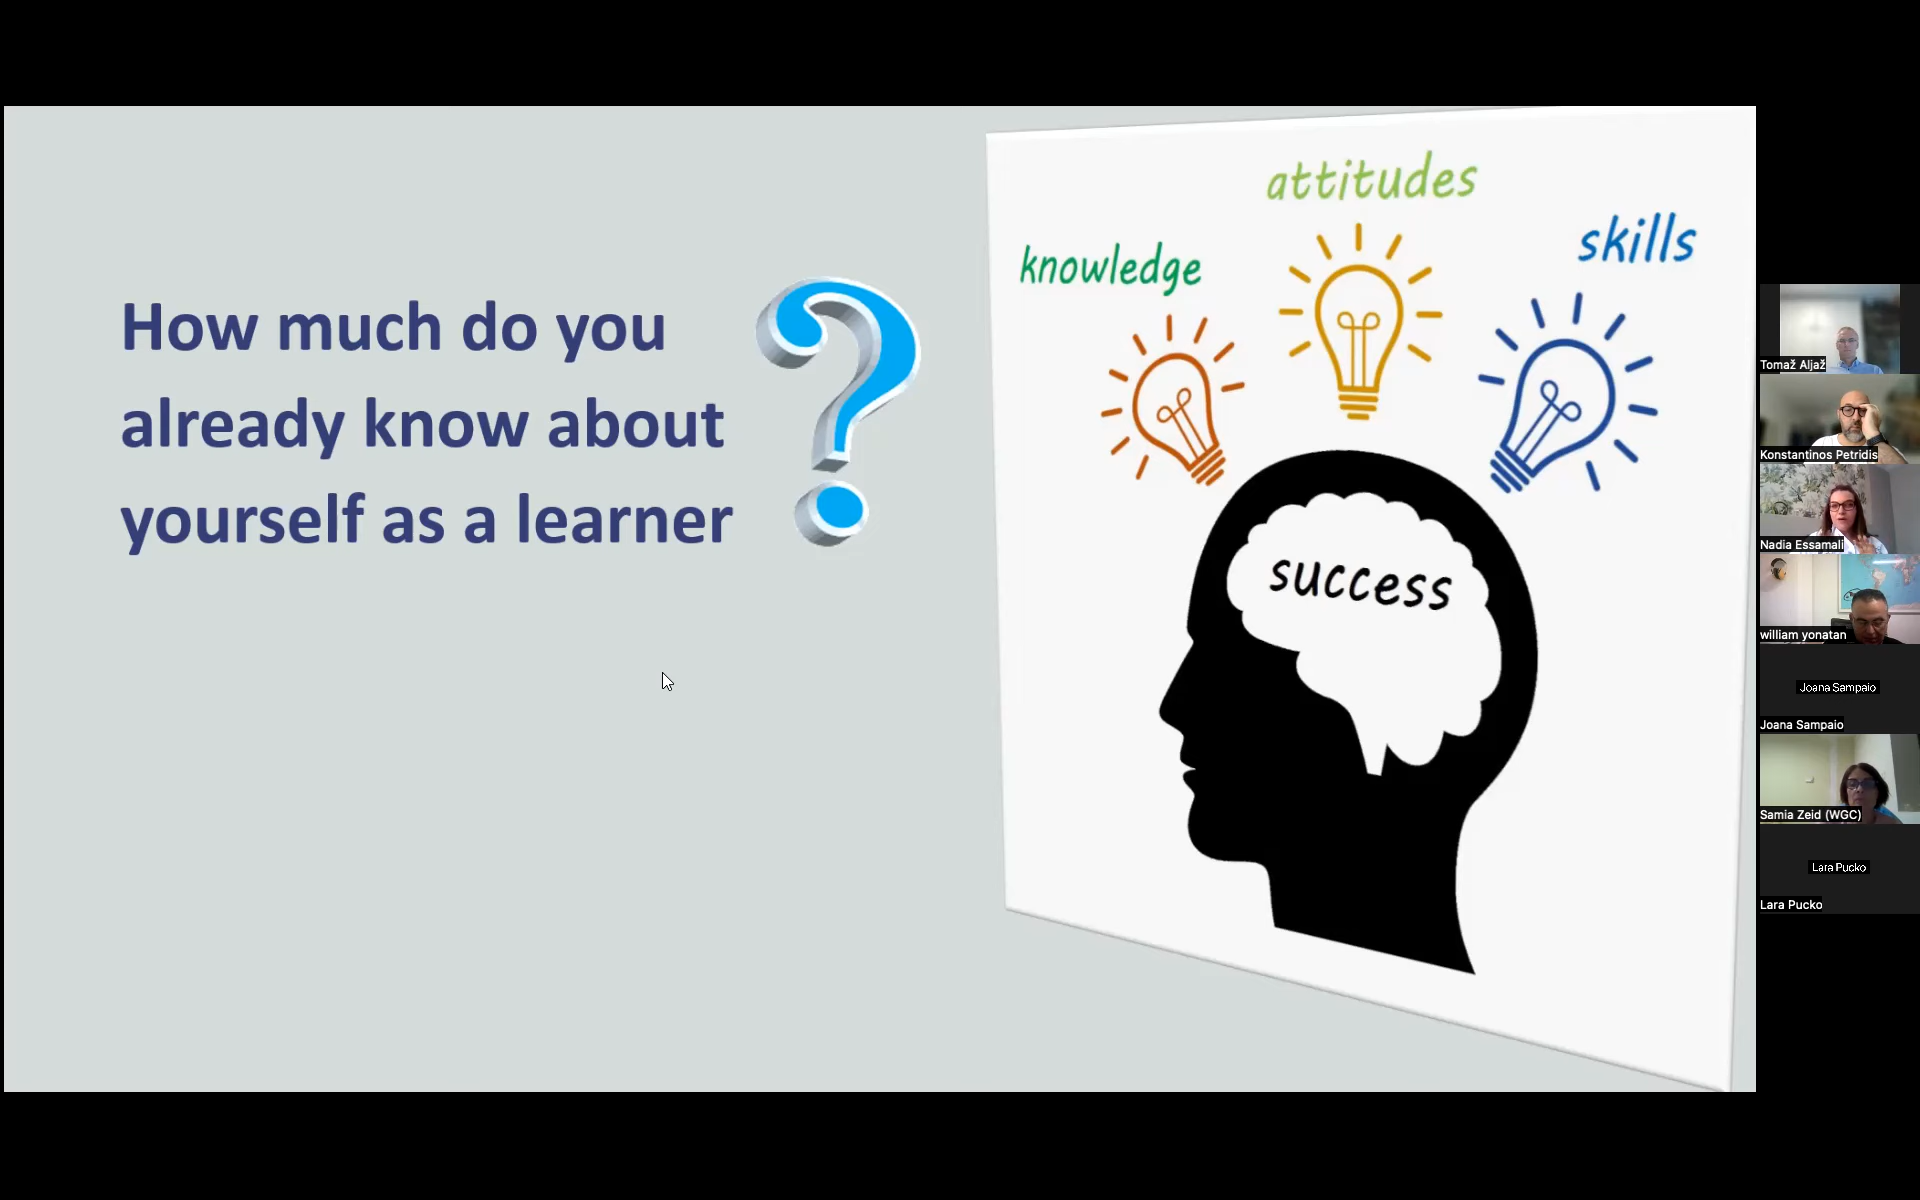 How much do you
already know about
yourself as a learner
?
attitudes
skills
knowledge
success
Tomaž Aljaž
Konstantinos Petridis
Nadia Essamali
william yonatan
Joana Sampaio
Joana Sampaio
Samia Zeid (WGC)
Lara Pucko
Lara Pucko